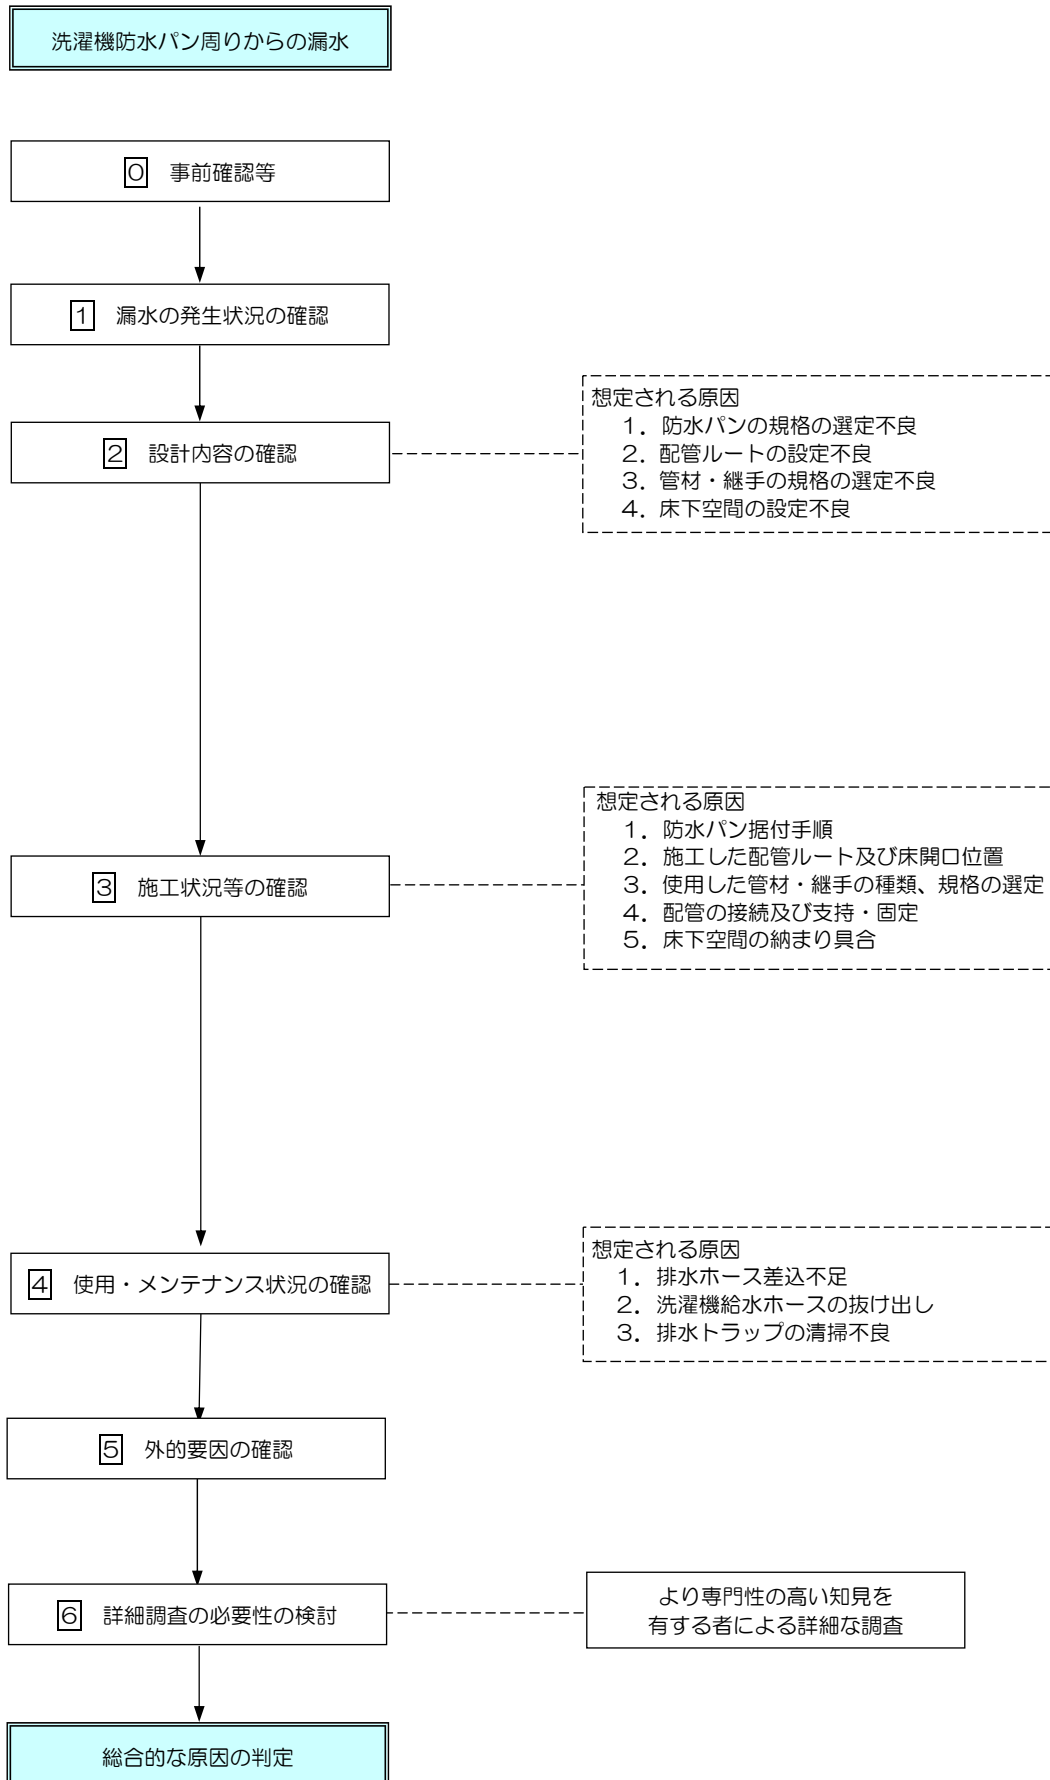 洗濯機防水パン周りからの漏水
0 事前確認等
1 漏水の発生状況の確認
2 設計内容の確認
想定される原因
1．防水パンの規格の選定不良
2．配管ルートの設定不良
3．管材・継手の規格の選定不良
4．床下空間の設定不良
3 施工状況等の確認
想定される原因
1．防水パン据付手順
2．施工した配管ルート及び床開口位置
3．使用した管材・継手の種類、規格の選定
4．配管の接続及び支持・固定
5．床下空間の納まり具合
4 使用・メンテナンス状況の確認
想定される原因
1．排水ホース差込不足
2．洗濯機給水ホースの抜け出し
3．排水トラップの清掃不良
5 外的要因の確認
6 詳細調査の必要性の検討
より専門性の高い知見を
有する者による詳細な調査
総合的な原因の判定